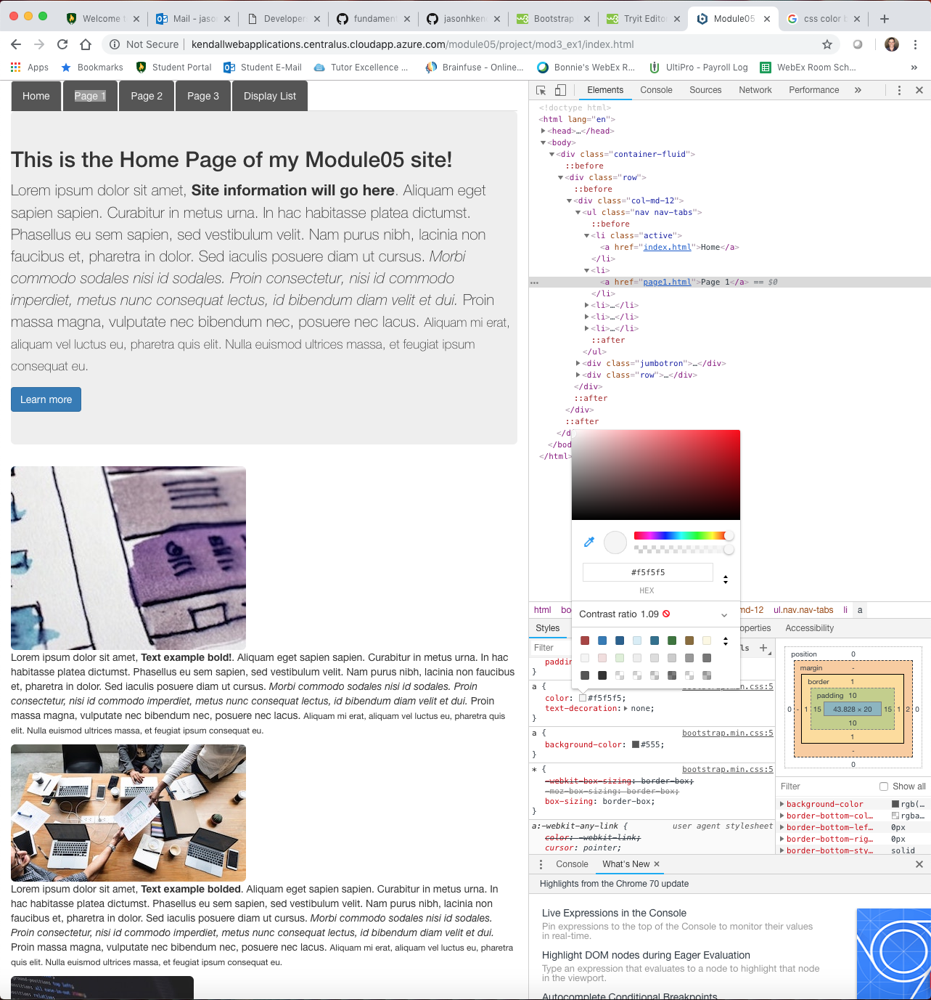 Welcome t
Mail - jaso
Developer
fundament
jasonhken
Bootstrap
Tryit Edito
Module05
css color b
Not Secure | kendallwebapplications.centralus.cloudapp.azure.com/module05/project/mod3_ex1/index.html
Apps
Bookmarks
Student Portal
Student E-Mail
Tutor Excellence ...
Brainfuse - Online...
Bonnie's WebEx R...
UltiPro - Payroll Log
WebEx Room Sch...
»
Home
Page 1
Page 2
Page 3
Display List
This is the Home Page of my Module05 site!
Lorem ipsum dolor sit amet, Site information will go here. Aliquam eget
sapien sapien. Curabitur in metus urna. In hac habitasse platea dictumst.
Phasellus eu sem sapien, sed vestibulum velit. Nam purus nibh, lacinia non
faucibus et, pharetra in dolor. Sed iaculis posuere diam ut cursus. Morbi
commodo sodales nisi id sodales. Proin consectetur, nisi id commodo
imperdiet, metus nunc consequat lectus, id bibendum diam velit et dui. Proin
massa magna, vulputate nec bibendum nec, posuere nec lacus. Aliquam mi erat,
aliquam vel luctus eu, pharetra quis elit. Nulla euismod ultrices massa, et feugiat ipsum
consequat eu.
Learn more
Lorem ipsum dolor sit amet, Text example bold!. Aliquam eget sapien sapien. Curabitur in metus urna. In hac
habitasse platea dictumst. Phasellus eu sem sapien, sed vestibulum velit. Nam purus nibh, lacinia non faucibus
et, pharetra in dolor. Sed iaculis posuere diam ut cursus. Morbi commodo sodales nisi id sodales. Proin
consectetur, nisi id commodo imperdiet, metus nunc consequat lectus, id bibendum diam velit et dui. Proin
massa magna, vulputate nec bibendum nec, posuere nec lacus. Aliquam mi erat, aliquam vel luctus eu, pharetra quis
elit. Nulla euismod ultrices massa, et feugiat ipsum consequat eu.
Lorem ipsum dolor sit amet, Text example bolded. Aliquam eget sapien sapien. Curabitur in metus urna. In
hac habitasse platea dictumst. Phasellus eu sem sapien, sed vestibulum velit. Nam purus nibh, lacinia non
faucibus et, pharetra in dolor. Sed iaculis posuere diam ut cursus. Morbi commodo sodales nisi id sodales.
Proin consectetur, nisi id commodo imperdiet, metus nunc consequat lectus, id bibendum diam velit et dui.
Proin massa magna, vulputate nec bibendum nec, posuere nec lacus. Aliquam mi erat, aliquam vel luctus eu, pharetra
quis elit. Nulla euismod ultrices massa, et feugiat ipsum consequat eu.
Elements
Console
Sources
Network
Performance
»
<!doctype html>
<html lang="en">
<head>…</head>
<body>
<div class="container-fluid">
::before
<div class="row">
::before
<div class="col-md-12">
<ul class="nav nav-tabs">
::before
<li class="active">
<a href="index.html">Home</a>
</li>
<li>
<a href="page1.html">Page 1</a> == $0
</li>
<li>…</li>
<li>…</li>
<li>…</li>
::after
</ul>
<div class="jumbotron">…</div>
<div class="row">…</div>
</div>
::after
</div>
::after
</d
</bod
</html>
#f5f5f5
HEX
Contrast ratio 1.09
html
bo
md-12
ul.nav.nav-tabs
li
a
Styles
operties
Accessibility
Filter
ls
paddin
}
a {
bootstrap.min.css:5
color: #f5f5f5;
text-decoration: none;
}
a {
bootstrap.min.css:5
background-color: #555;
}
* {
bootstrap.min.css:5
-webkit-box-sizing: border-box;
-moz-box-sizing: border-box;
box-sizing: border-box;
}
a:-webkit-any-link {
user agent stylesheet
color: -webkit-link;
cursor: pointer;
position 0
margin -
border 1
padding 10
0 - 1 15 43.828 × 20 15 1 2 0
10
1
-
0
Filter
Show all
background-color rgb(…
border-bottom-col… rgba…
border-bottom-lef… 0px
border-bottom-rig… 0px
border-bottom-sty… solid
Console
What's New
Highlights from the Chrome 70 update
Live Expressions in the Console
Pin expressions to the top of the Console to monitor their values
in real-time.
Highlight DOM nodes during Eager Evaluation
Type an expression that evaluates to a node to highlight that node
in the viewport.
Autocomplete Conditional Breakpoints